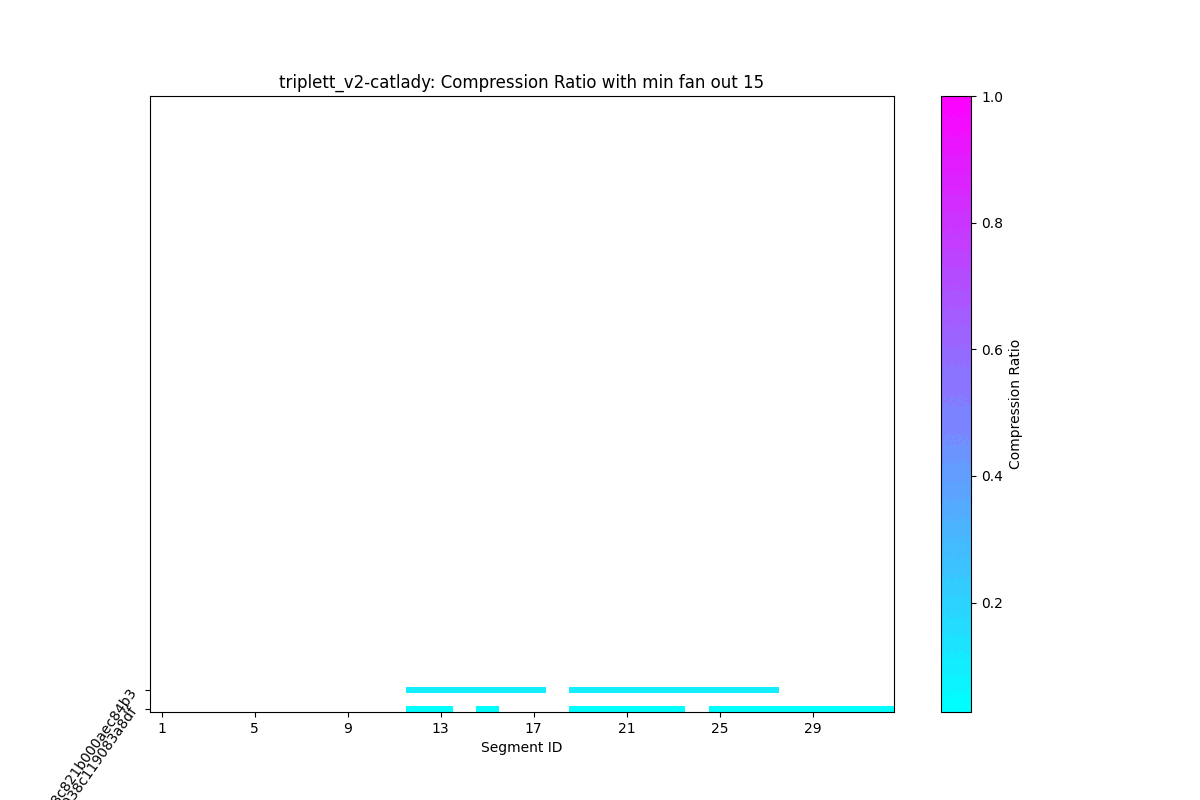 triplett_v2-catlady: Compression Ratio with min fan out 15
1.0
0.8
0.6
0.4
0.2
Compression Ratio
1 5 9 13 17 21 25 29
Segment ID